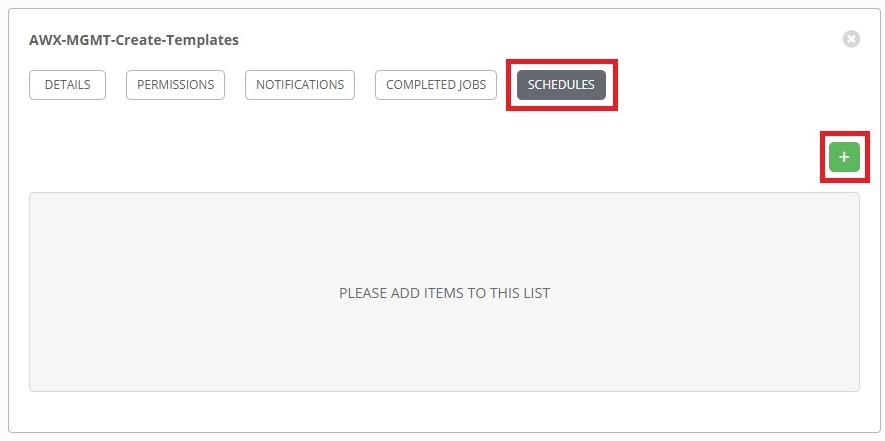 AWX-MGMT-Create-Templates
DETAILS PERMISSIONS NOTIFICATIONS COMPLETED JOBS SCHEDULES
+
PLEASE ADD ITEMS TO THIS LIST